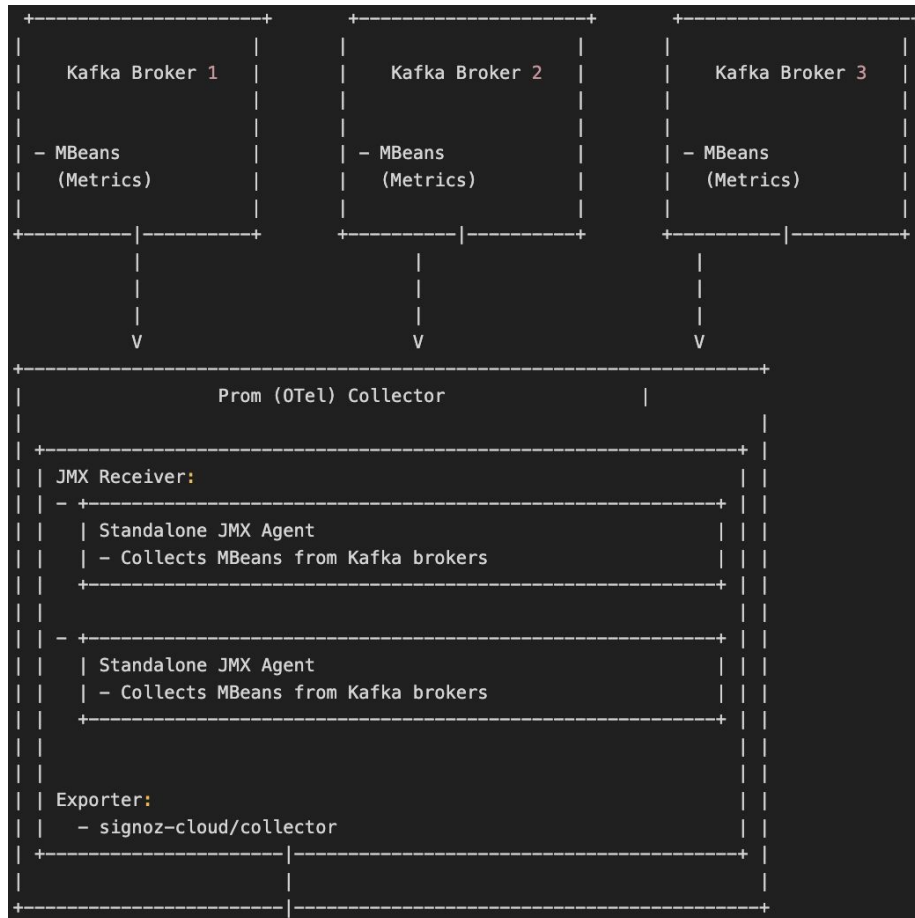 Kafka Broker 1 Kafka Broker 2 Kafka Broker 3
- MBeans - MBeans - MBeans
(Metrics) (Metrics) (Metrics)
V V V
Prom (OTel) Collector
JMX Receiver:
- Standalone JMX Agent
- Collects MBeans from Kafka brokers
- Standalone JMX Agent
- Collects MBeans from Kafka brokers
Exporter:
- signoz-cloud/collector